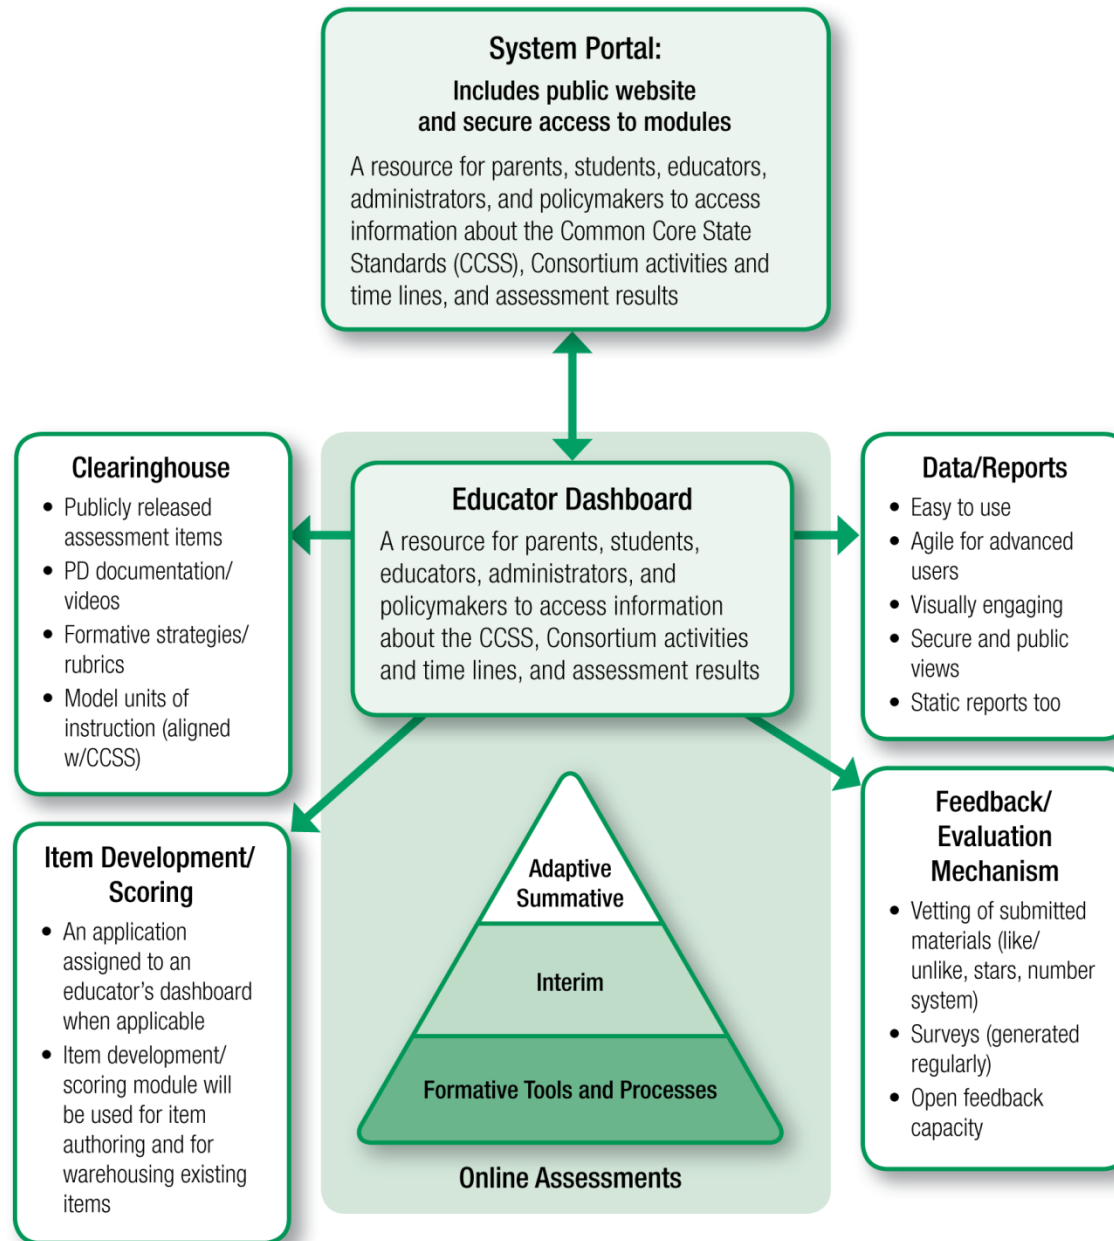 System Portal:
Includes public website
and secure access to modules
A resource for parents, students, educators,
administrators, and policymakers to access
information about the Common Core State
Standards (CCSS), Consortium activities and
time lines, and assessment results
Clearinghouse
• Publicly released
assessment items
• PD documentation/
videos
• Formative strategies/
rubrics
• Model units of
instruction (aligned
w/CCSS)
Educator Dashboard
A resource for parents, students,
educators, administrators, and
policymakers to access information
about the CCSS, Consortium activities
and time lines, and assessment results
Data/Reports
• Easy to use
• Agile for advanced
users
• Visually engaging
• Secure and public
views
• Static reports too
Item Development/
Scoring
• An application
assigned to an
educator’s dashboard
when applicable
• Item development/
scoring module will
be used for item
authoring and for
warehousing existing
items
Adaptive
Summative
Interim
Formative Tools and Processes
Online Assessments
Feedback/
Evaluation
Mechanism
• Vetting of submitted
materials (like/
unlike, stars, number
system)
• Surveys (generated
regularly)
• Open feedback
capacity